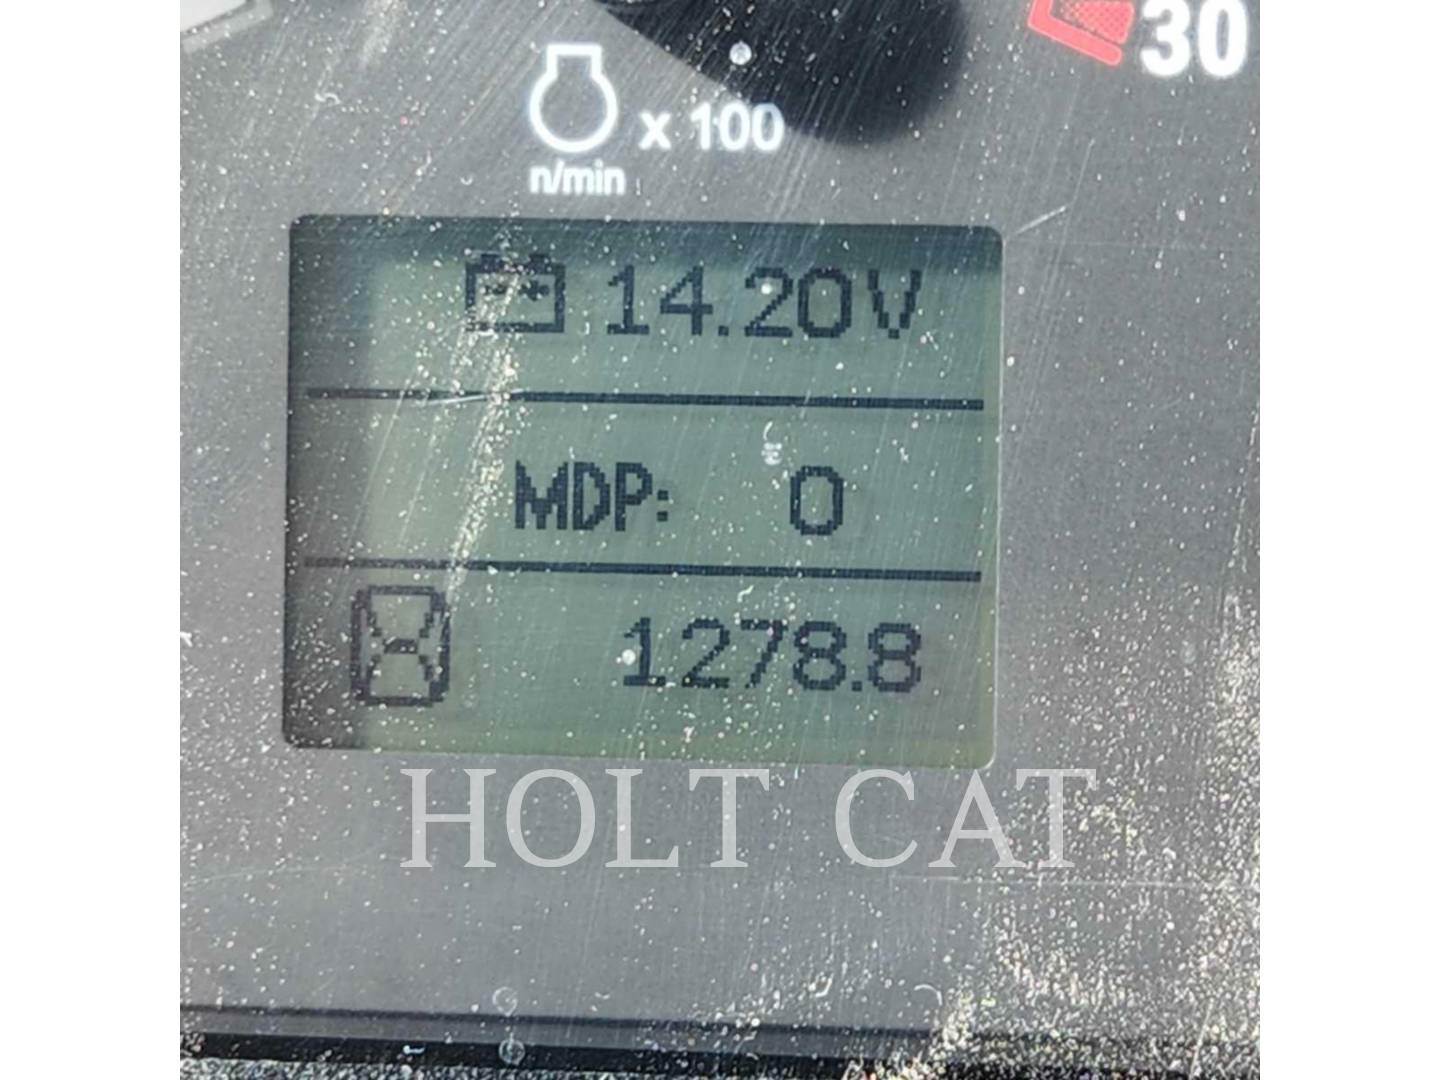 30
x 100
n/min
14.20V
MDP: 0
1278.8
HOLT CAT